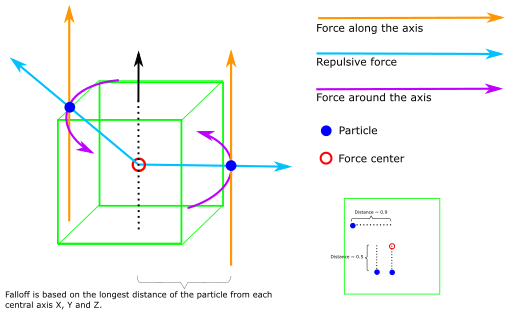 Force along the axis
Repulsive force
Force around the axis
Particle
Force center
Distance = 0.9
Distance = 0.5
Falloff is based on the longest distance of the particle from each
central axis X, Y and Z.